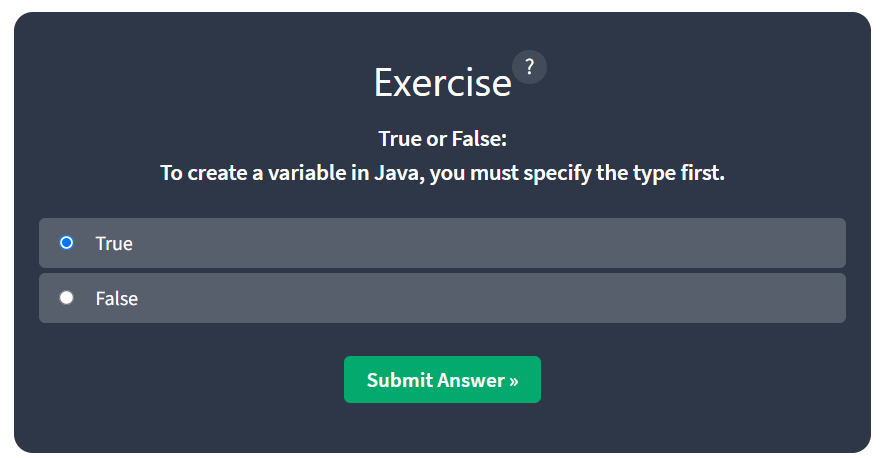 Exercise ?
True or False:
To create a variable in Java, you must specify the type first.
True
False
Submit Answer »